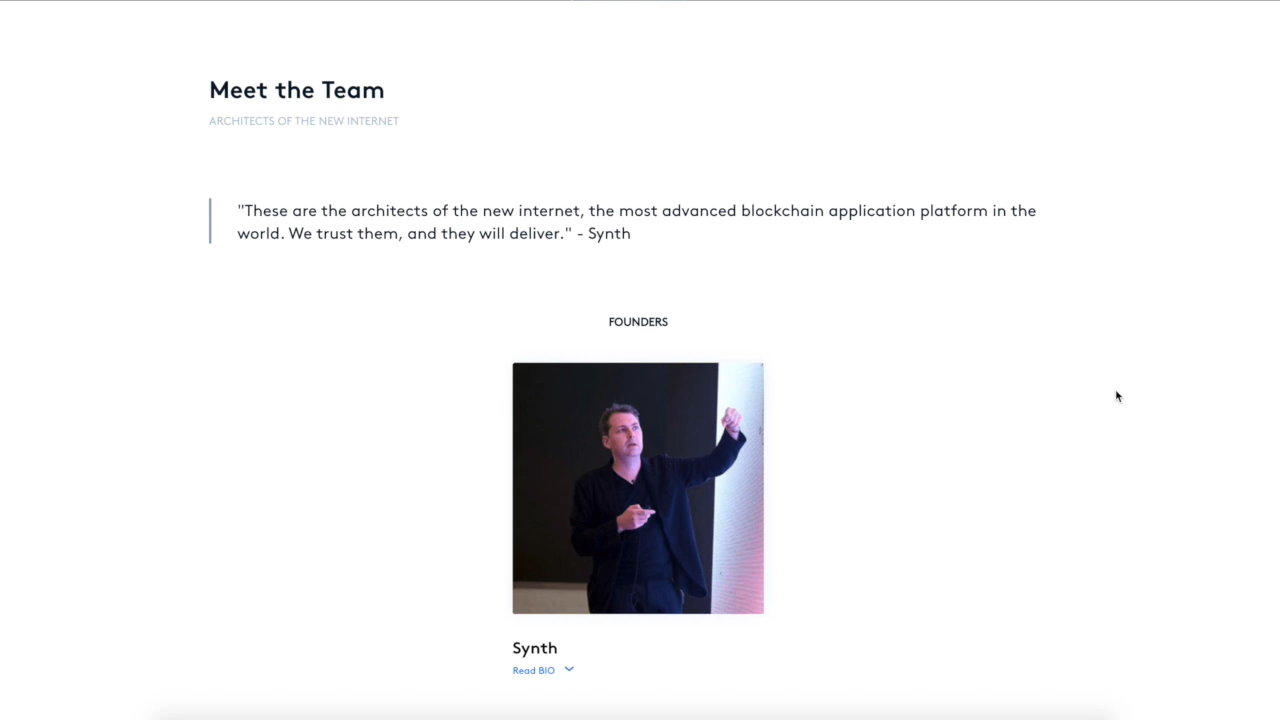 Meet the Team
ARCHITECTS OF THE NEW INTERNET
"These are the architects of the new internet, the most advanced blockchain application platform in the
world. We trust them, and they will deliver." - Synth
FOUNDERS
Synth
Read BIO